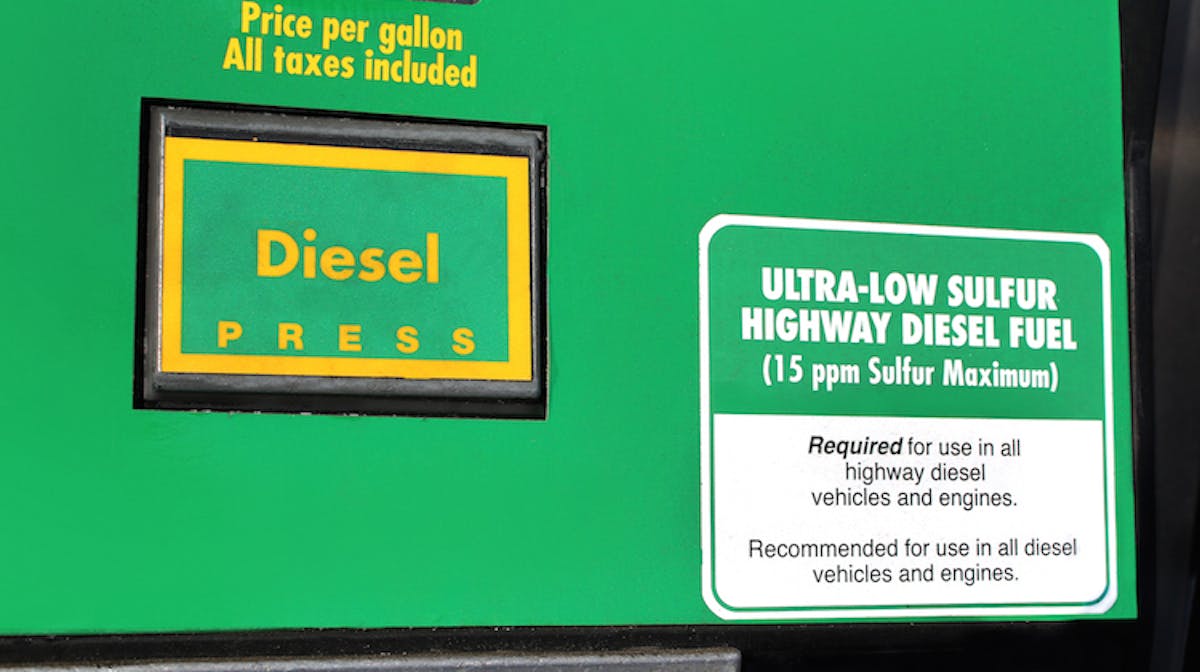 Price per gallon
All taxes included
Diesel
PRESS
ULTRA-LOW SULFUR
HIGHWAY DIESEL FUEL
(15 ppm Sulfur Maximum)
Required for use in all
highway diesel
vehicles and engines.
Recommended for use in all diesel
vehicles and engines.